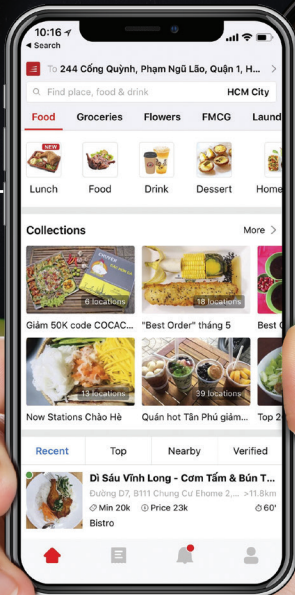 10:16
Search
To 244 Cống Quỳnh, Phạm Ngũ Lão, Quận 1, H...
Find place, food & drink
HCM City
Food Groceries Flowers FMCG Laund
NEW
Lunch Food Drink Dessert Home
Collections More
6 locations
18 locations
Giảm 50K code COCAC... "Best Order" tháng 5 Best
13 locations
39 locations
Now Stations Chào Hè Quán hot Tân Phú giảm... Top 2
Recent Top Nearby Verified
Dì Sáu Vĩnh Long - Cơm Tấm & Bún T...
Đường D7, B111 Chung Cư Ehome 2,... >11.8km
Min 20k Price 23k 60'
Bistro